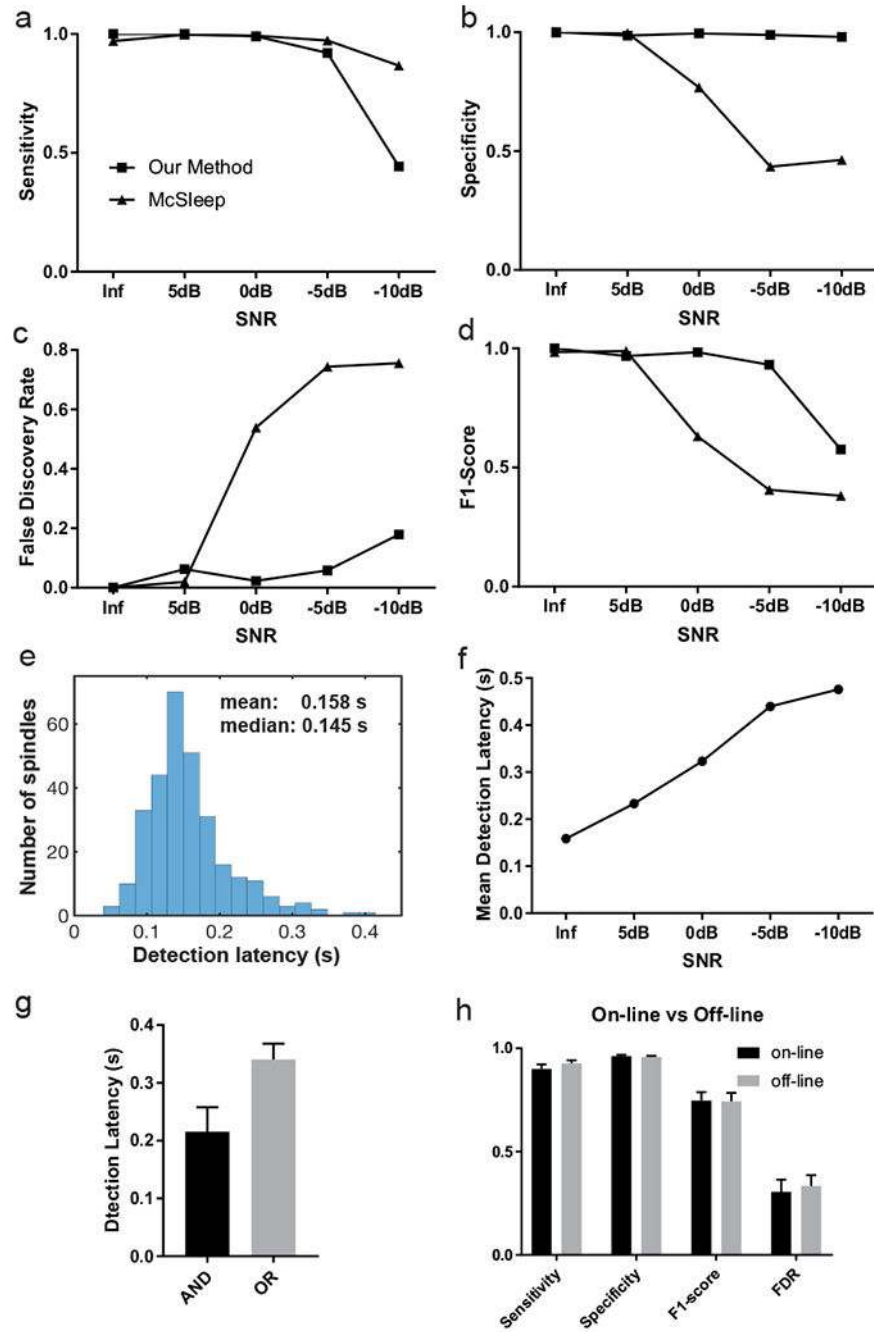 a
1.0
0.5
0.0
Sensitivity
Our Method
McSleep
Inf 5dB 0dB -5dB -10dB
SNR
b
1.0
0.5
0.0
Specificity
Inf 5dB 0dB -5dB -10dB
SNR
c
0.8
0.6
0.4
0.2
0.0
False Discovery Rate
Inf 5dB 0dB -5dB -10dB
SNR
d
1.0
0.5
0.0
F1-Score
Inf 5dB 0dB -5dB -10dB
SNR
e
mean: 0.158 s
median: 0.145 s
60
40
20
0
Number of spindles
0 0.1 0.2 0.3 0.4
Detection latency (s)
f
0.5
0.4
0.3
0.2
0.1
0.0
Mean Detection Latency (s)
Inf 5dB 0dB -5dB -10dB
SNR
g
0.4
0.3
0.2
0.1
0.0
Dtection Latency (s)
AND OR
h
On-line vs Off-line
on-line
off-line
1.0
0.5
0.0
Sensitivity Specificity F1-score FDR